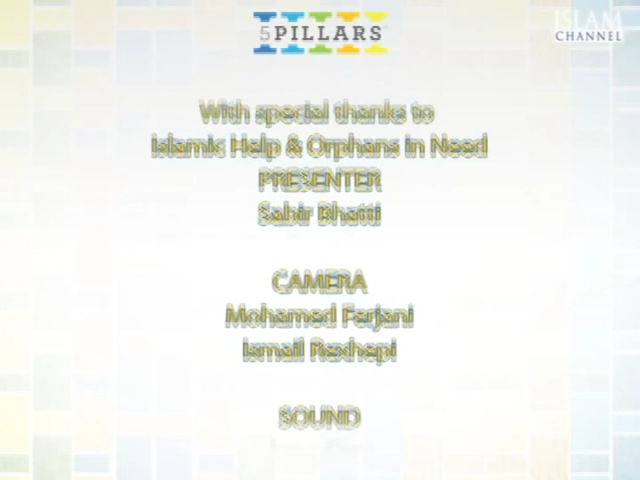 5PILLARS
ISLAM
CHANNEL
With special thanks to
Islamic Help & Orphans in Need
PRESENTER
Sabir Bhatti
CAMERA
Mohamed Ferjani
Ismail Rexhepi
SOUND